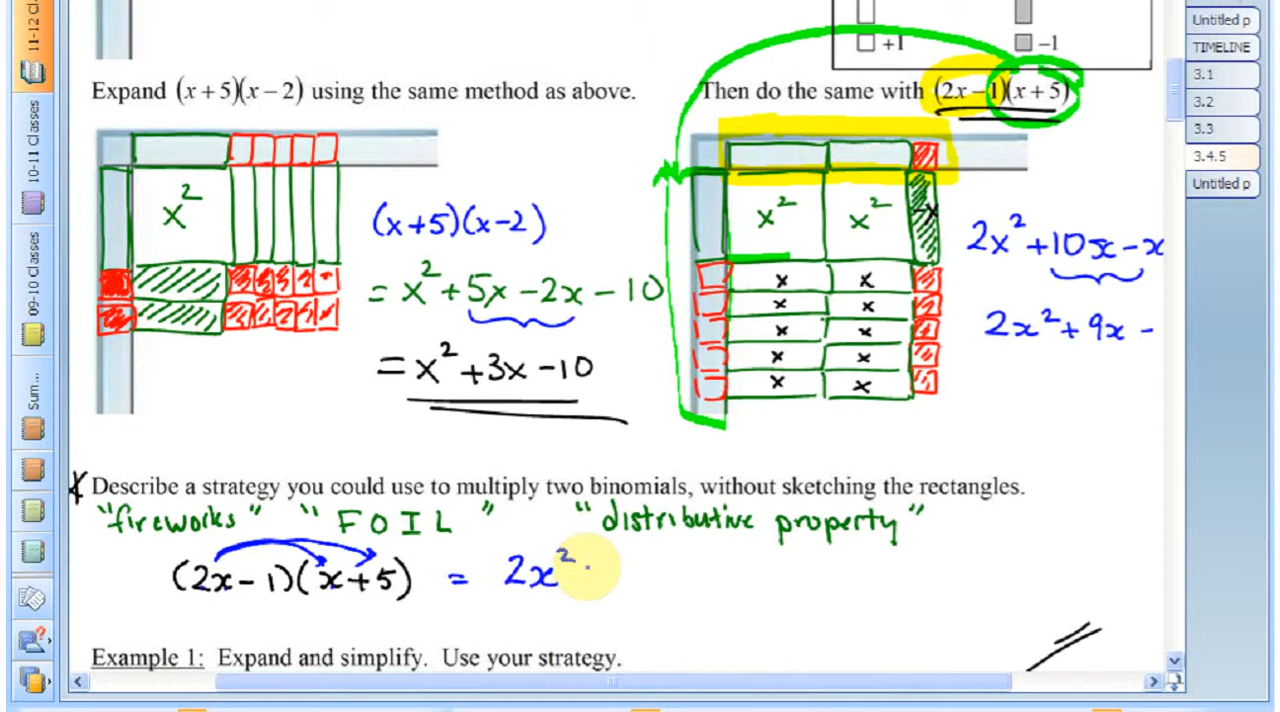 +1 −1
Expand (x + 5)(x − 2) using the same method as above.
Then do the same with (2x − 1)(x + 5)
x² 
(x+5)(x−2)
= x² + 5x − 2x − 10
= x² + 3x − 10
x² x² −x
x x
x x
x x
x x
x x
2x² + 10x − x
2x² + 9x −
Describe a strategy you could use to multiply two binomials, without sketching the rectangles.
"fireworks" "FOIL" "distributive property"
(2x − 1)(x + 5) = 2x²
Example 1: Expand and simplify. Use your strategy.
11-12 Cl
10-11 Classes
09-10 Classes
Sum...
Untitled p
TIMELINE
3.1
3.2
3.3
3.4.5
Untitled p